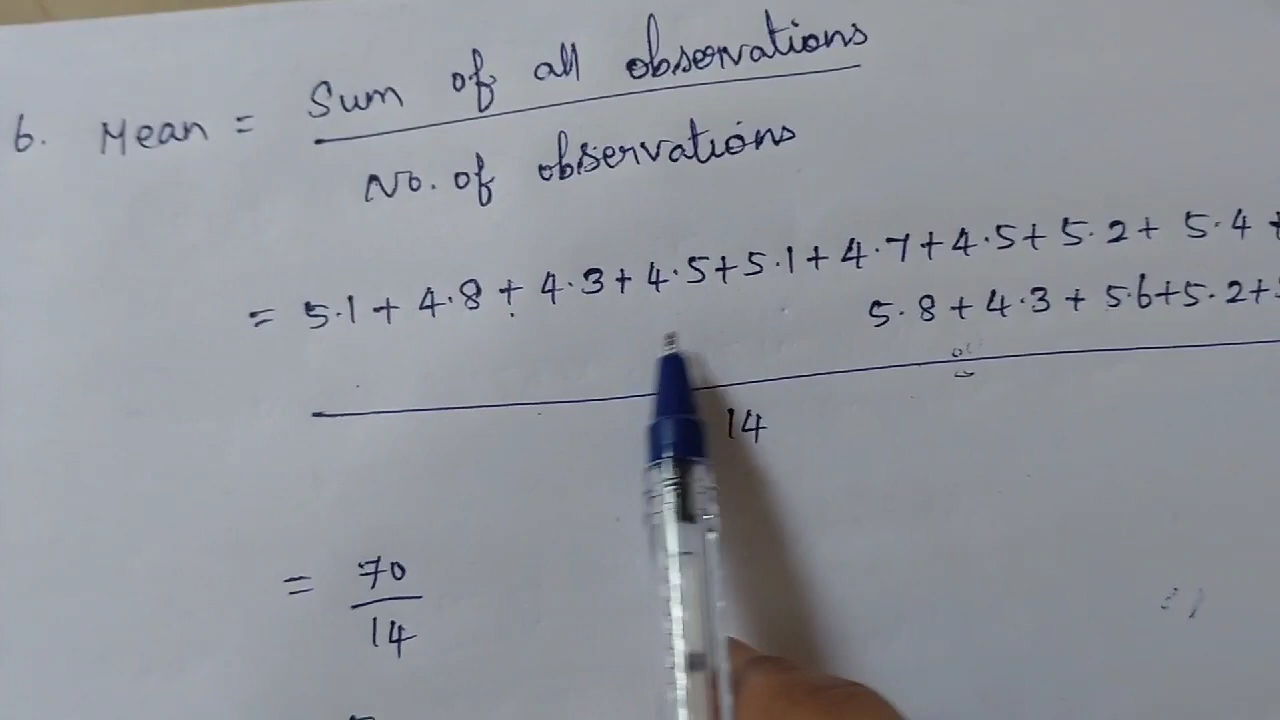 6. Mean = Sum of all observations
No. of observations
= 5.1 + 4.8 + 4.3 + 4.5 + 5.1 + 4.7 + 4.5 + 5.2 + 5.4 +
5.8 + 4.3 + 5.6 + 5.2 +
14
= 70
14